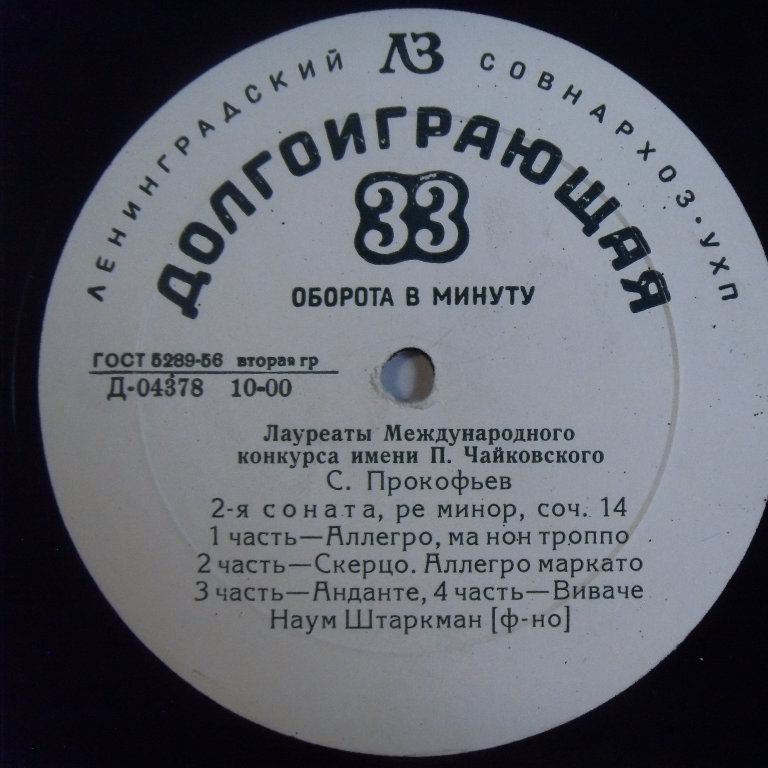 ЛЕНИНГРАДСКИЙ ЛЗ СОВНАРХОЗ · УХП
ДОЛГОИГРАЮЩАЯ
33
ОБОРОТА В МИНУТУ
ГОСТ 5289-56 вторая гр
Д-04378 10-00
Лауреаты Международного
конкурса имени П. Чайковского
С. Прокофьев
2-я соната, ре минор, соч. 14
1 часть—Аллегро, ма нон троппо
2 часть—Скерцо. Аллегро маркато
3 часть—Анданте, 4 часть—Виваче
Наум Штаркман [ф-но]